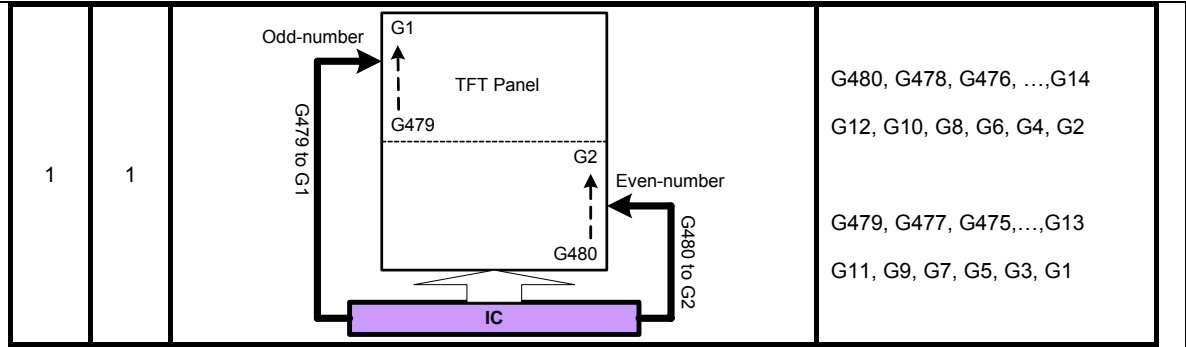 1
1
Odd-number
G1
TFT Panel
G479
G479 to G1
G2
Even-number
G480
G480 to G2
IC
G480, G478, G476, …,G14
G12, G10, G8, G6, G4, G2
G479, G477, G475,…,G13
G11, G9, G7, G5, G3, G1